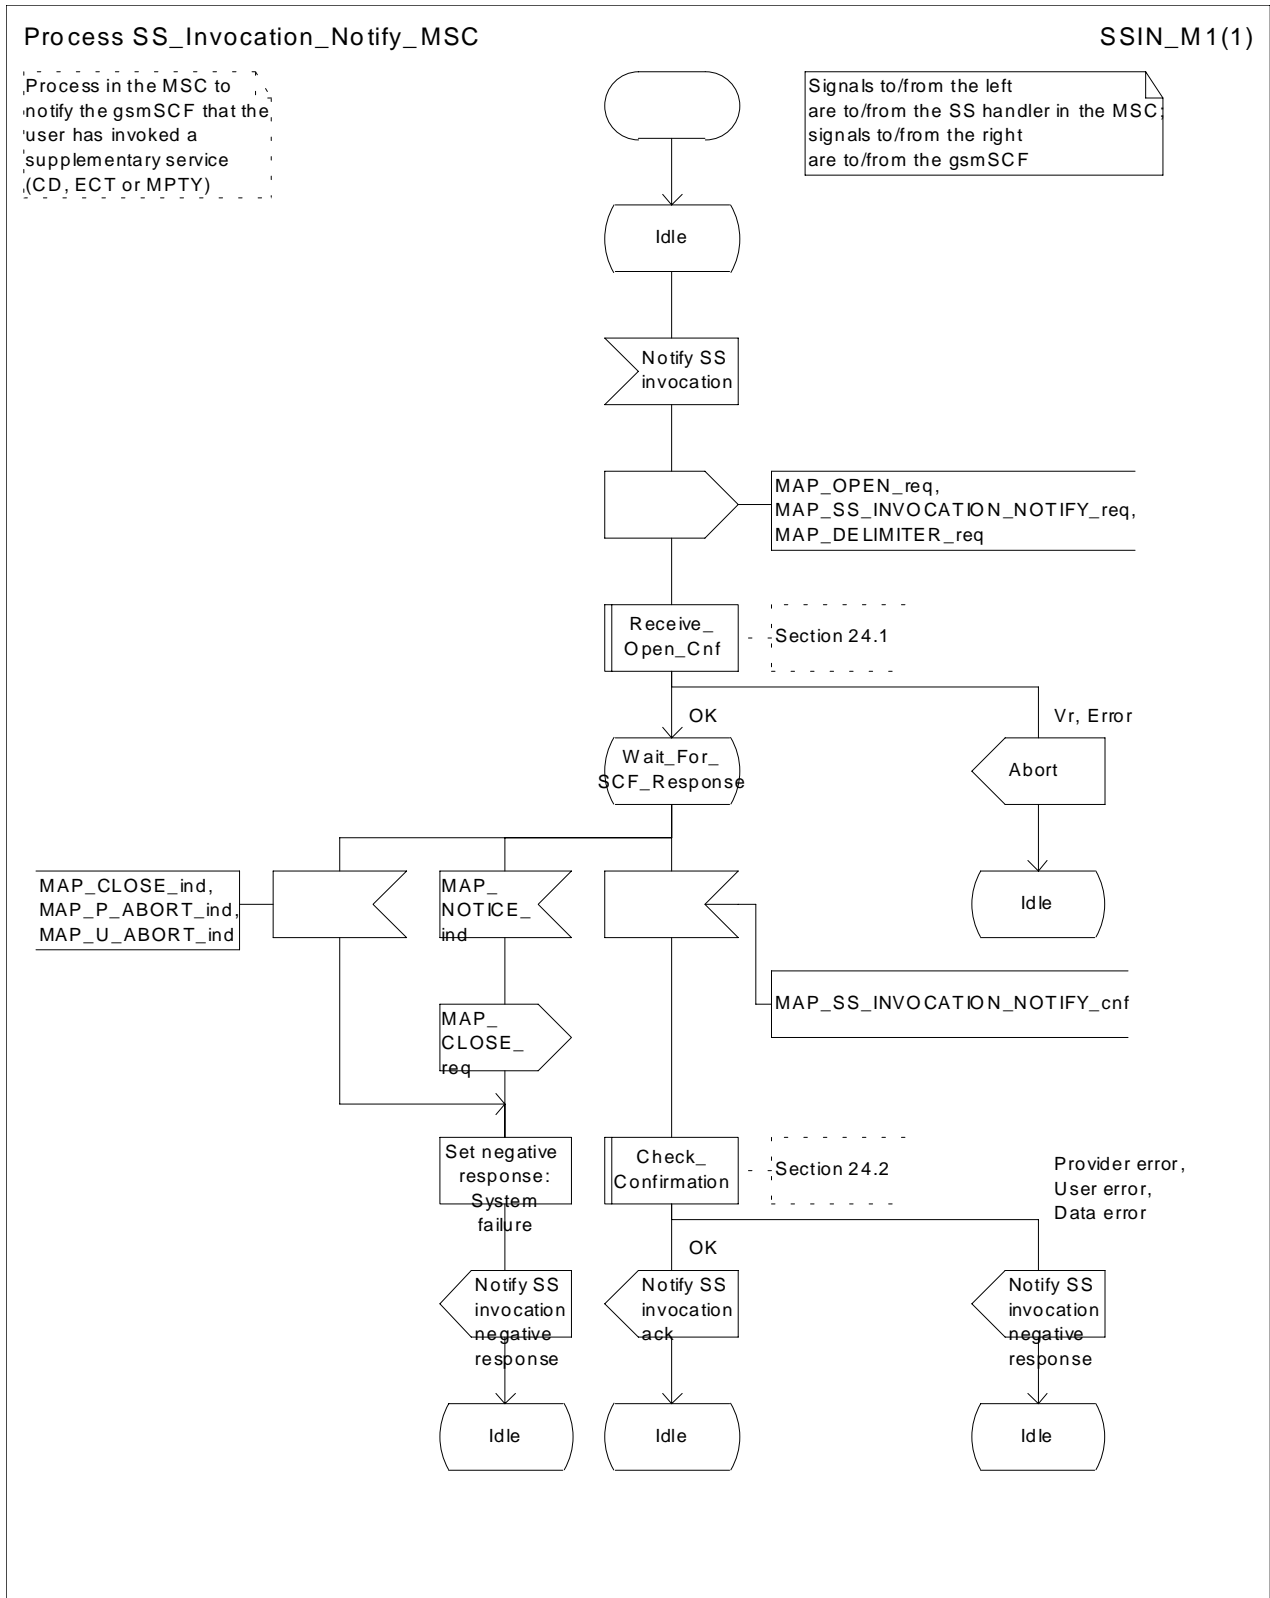 Process SS_Invocation_Notify_MSC
SSIN_M1(1)
Process in the MSC to
notify the gsmSCF that the
user has invoked a
supplementary service
(CD, ECT or MPTY)
Signals to/from the left
are to/from the SS handler in the MSC;
signals to/from the right
are to/from the gsmSCF
Idle
Notify SS
invocation
MAP_OPEN_req,
MAP_SS_INVOCATION_NOTIFY_req,
MAP_DELIMITER_req
Receive_
Open_Cnf
Section 24.1
OK
Vr, Error
Wait_For_
SCF_Response
Abort
MAP_CLOSE_ind,
MAP_P_ABORT_ind,
MAP_U_ABORT_ind
MAP_
NOTICE_
ind
Idle
MAP_SS_INVOCATION_NOTIFY_cnf
MAP_
CLOSE_
req
Set negative
response:
System
failure
Check_
Confirmation
Section 24.2
Provider error,
User error,
Data error
OK
Notify SS
invocation
negative
response
Notify SS
invocation
ack
Notify SS
invocation
negative
response
Idle
Idle
Idle